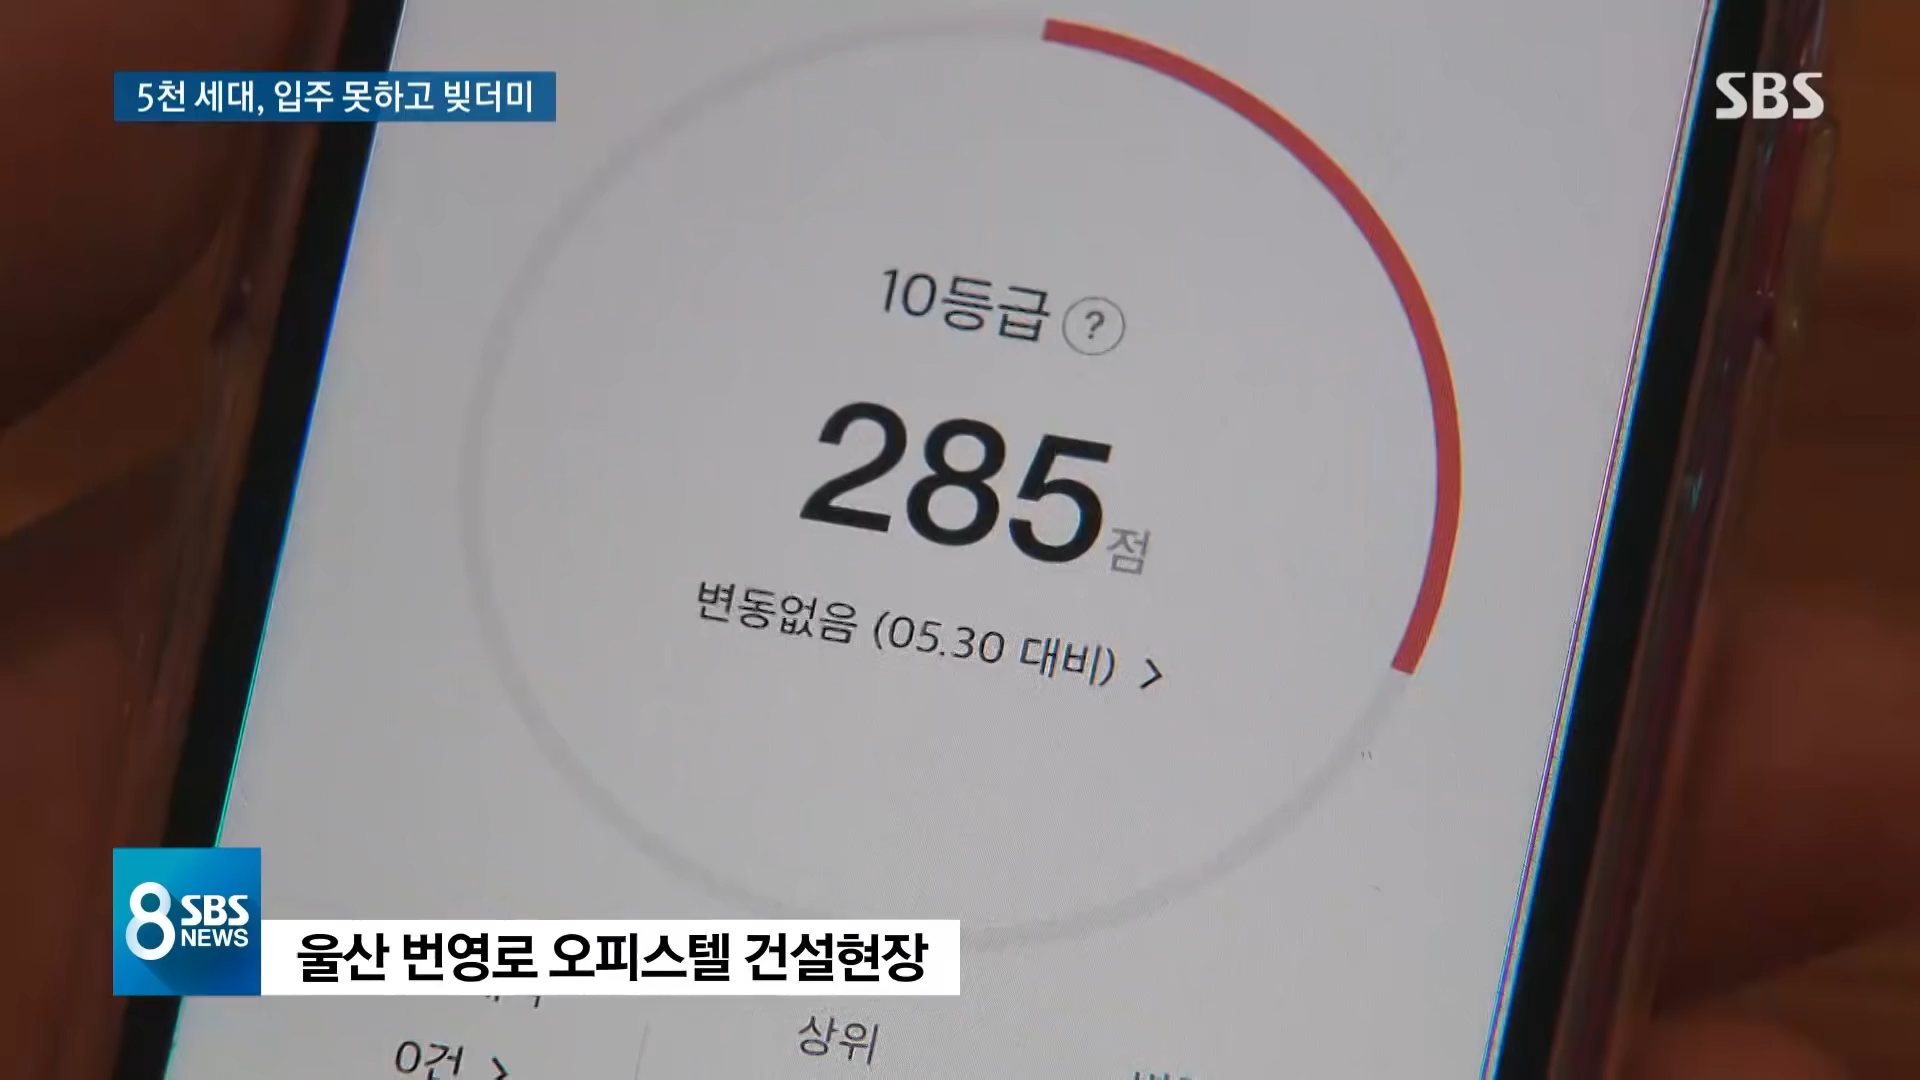 5천 세대, 입주 못하고 빚더미
SBS
10등급 ?
285점
변동없음 (05.30 대비) >
8 SBS NEWS
울산 번영로 오피스텔 건설현장
0건 >
상위